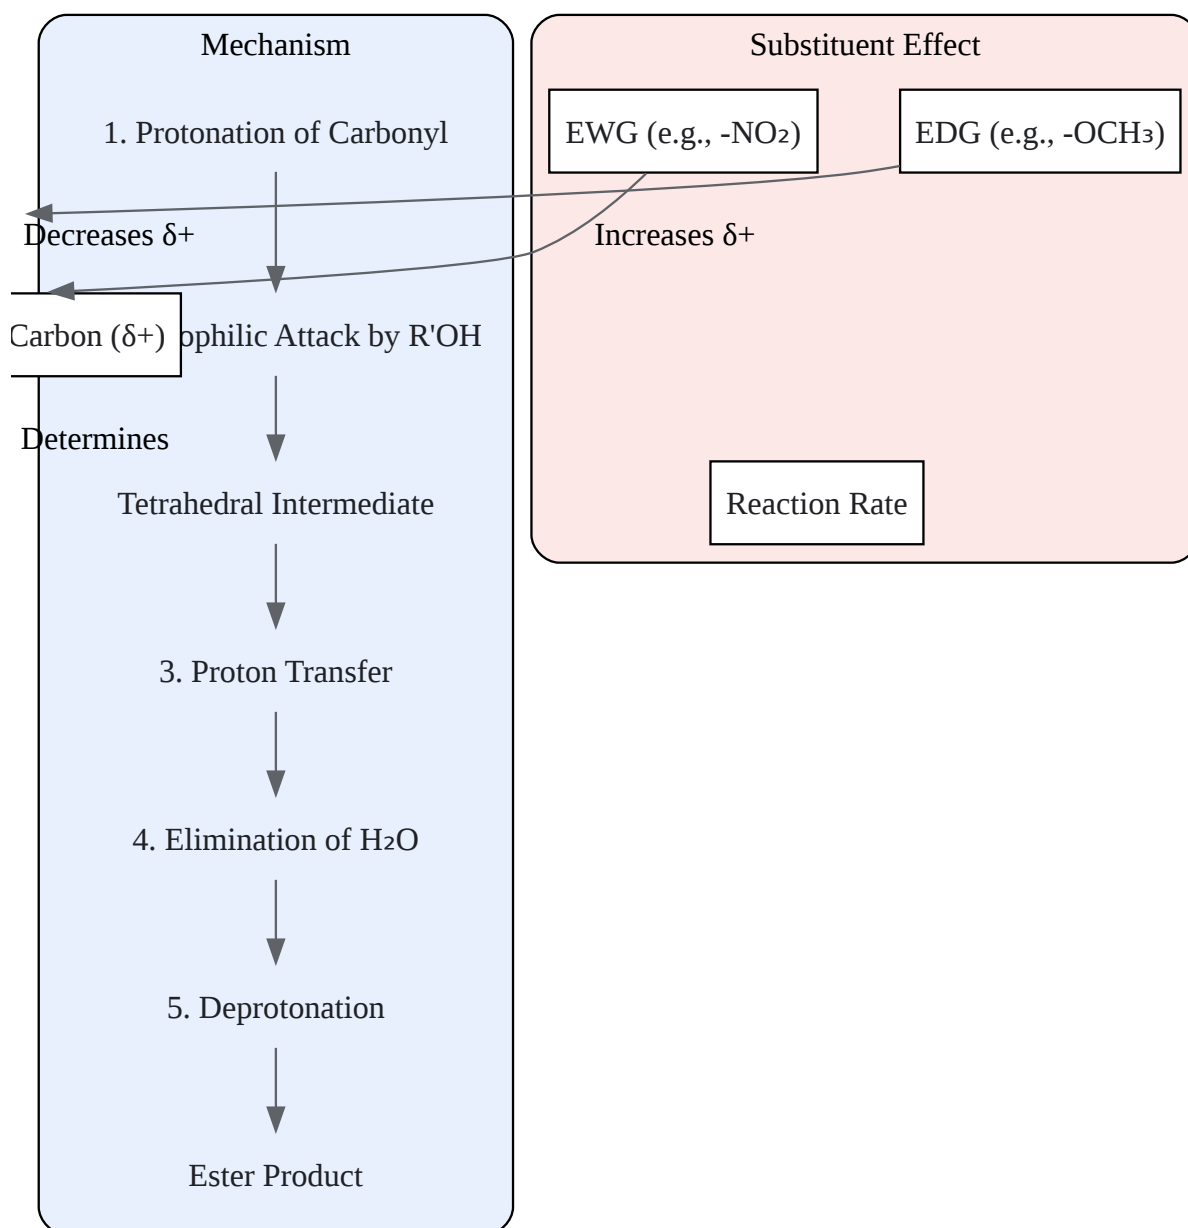 Mechanism
1. Protonation of Carbonyl
Decreases δ+
Carbon (δ+)
ophilic Attack by R'OH
Determines
Tetrahedral Intermediate
3. Proton Transfer
4. Elimination of H₂O
5. Deprotonation
Ester Product
Substituent Effect
EWG (e.g., -NO₂)
EDG (e.g., -OCH₃)
Increases δ+
Reaction Rate